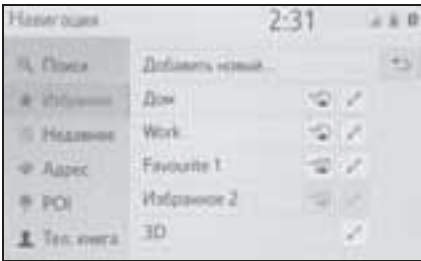 Навигация 2:31
Поиск
Добавить новый...
Избранное
Дом
Недавнее
Work
Адрес
Favourite 1
POI
Избранное 2
Тел. книга
3D